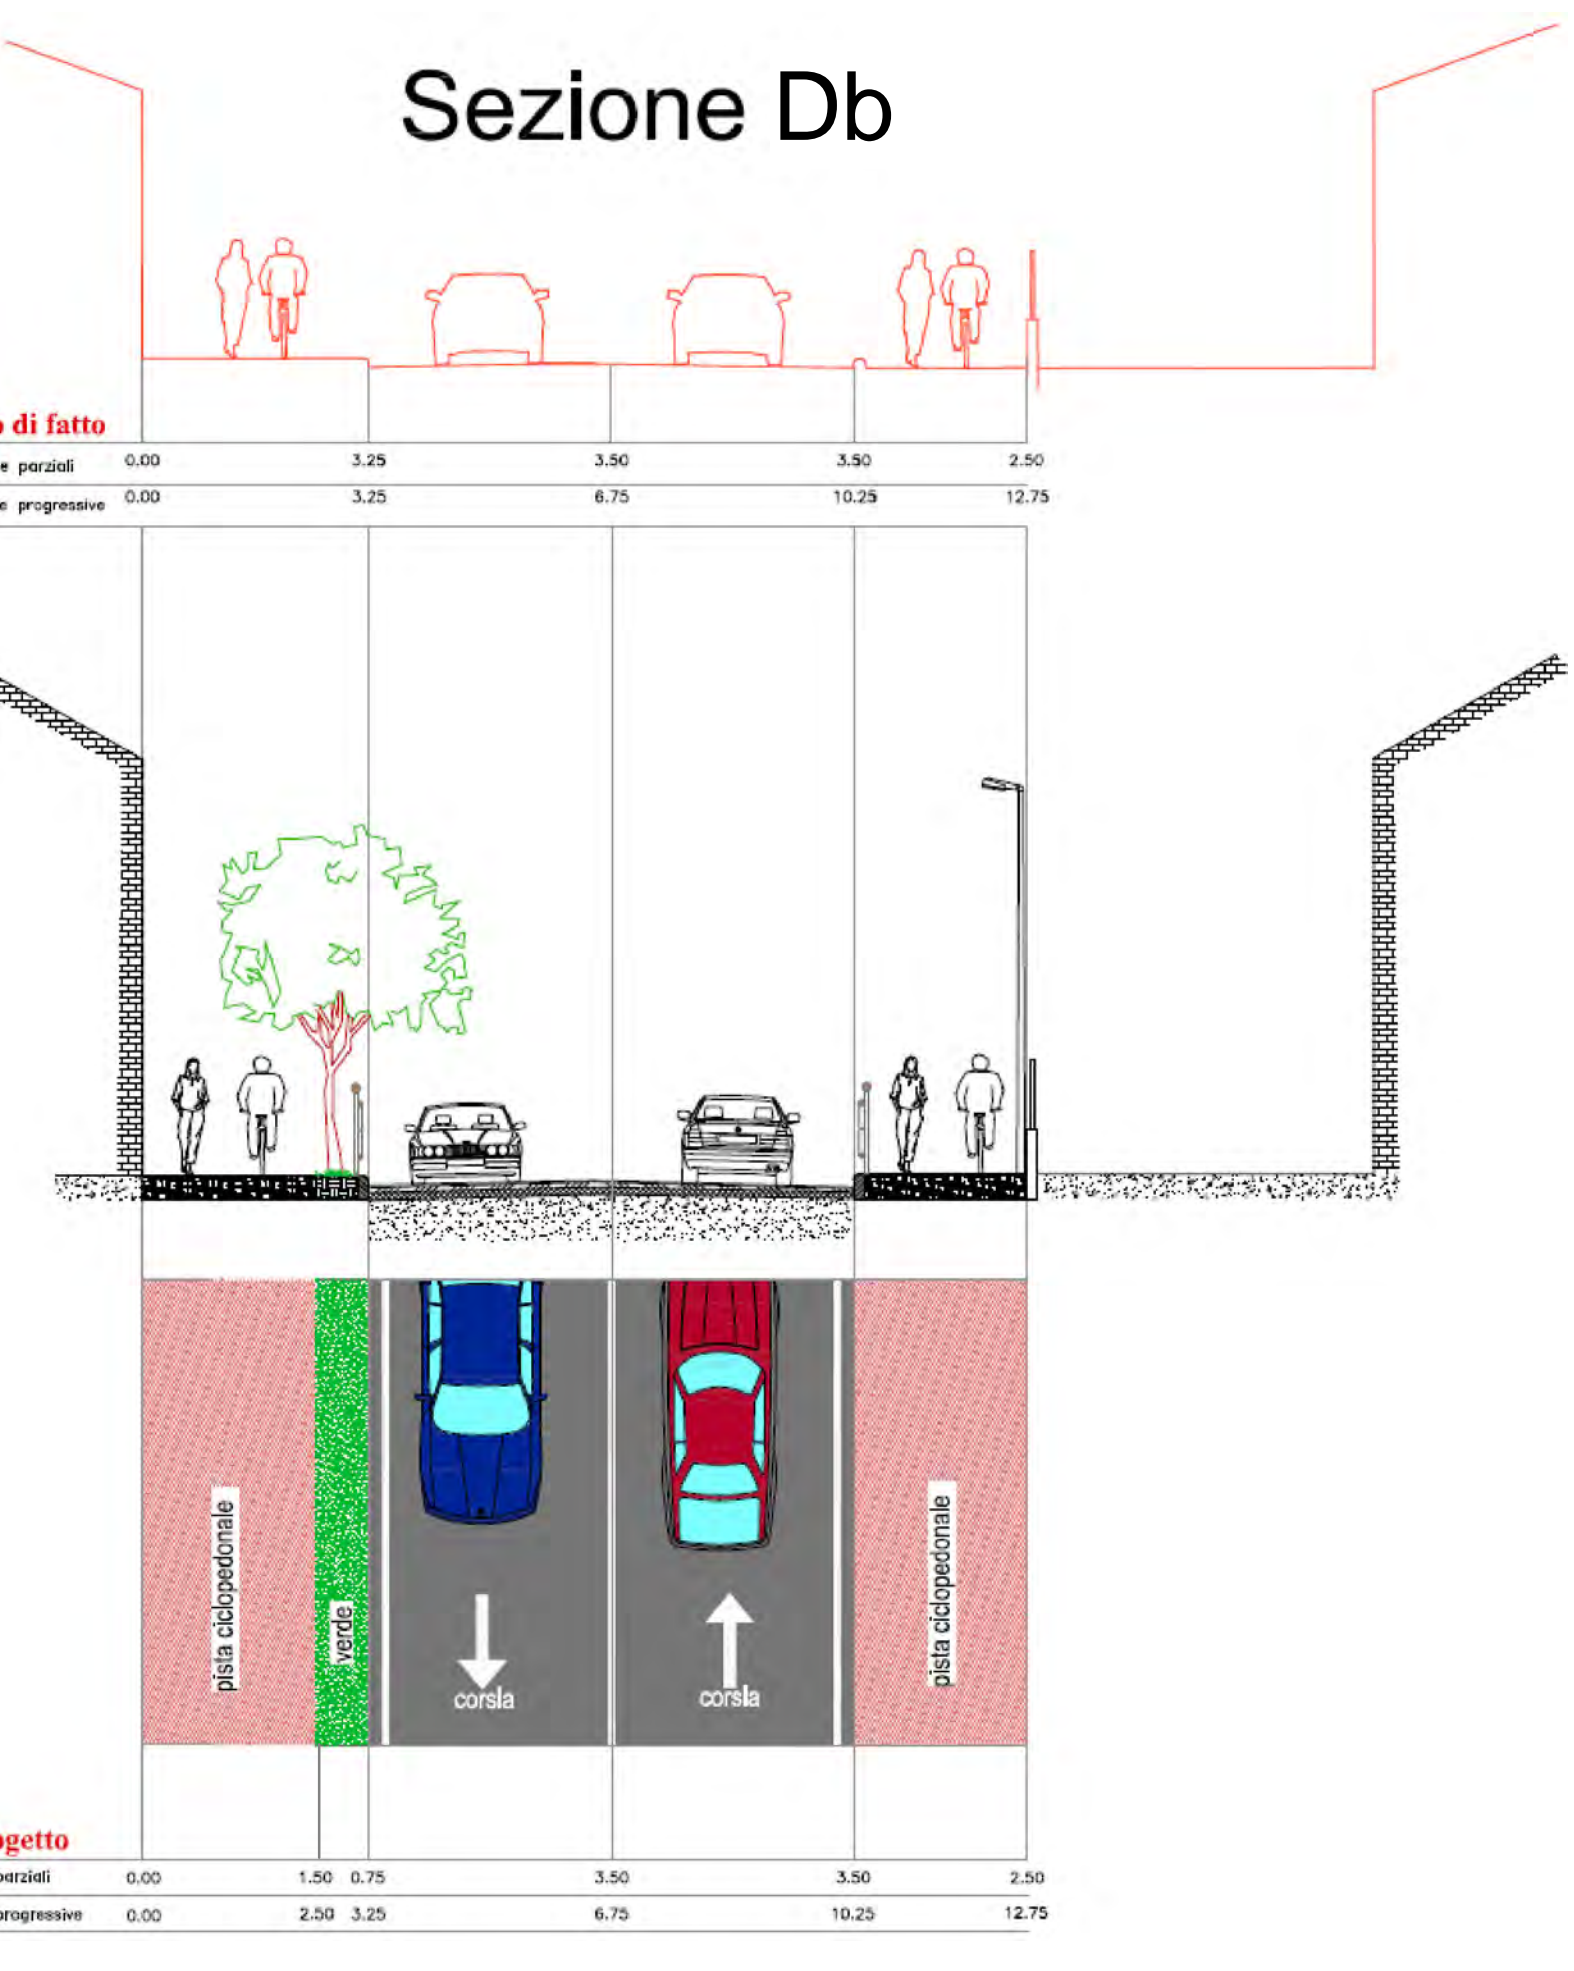 Sezione Db
o di fatto
e parziali 0.00 3.25 3.50 3.50 2.50
e progressive 0.00 3.25 6.75 10.25 12.75
pista ciclopedonale
verde
corsia
corsia
pista ciclopedonale
ogetto
parziali 0.00 1.50 0.75 3.50 3.50 2.50
progressive 0.00 2.50 3.25 6.75 10.25 12.75